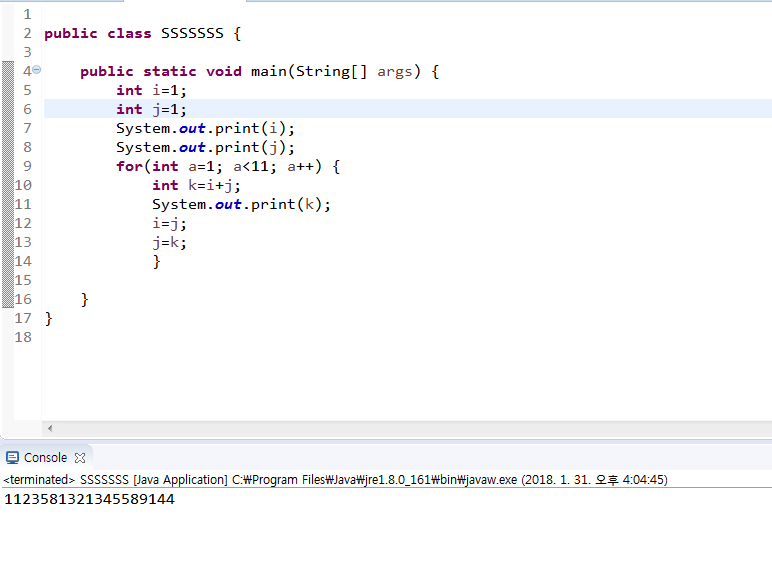 1
2 public class SSSSSSS {
3
4 public static void main(String[] args) {
5 int i=1;
6 int j=1;
7 System.out.print(i);
8 System.out.print(j);
9 for(int a=1; a<11; a++) {
10 int k=i+j;
11 System.out.print(k);
12 i=j;
13 j=k;
14 }
15
16 }
17 }
18
Console
<terminated> SSSSSSS [Java Application] C:₩Program Files₩Java₩jre1.8.0_161₩bin₩javaw.exe (2018. 1. 31. 오후 4:04:45)
1123581321345589144